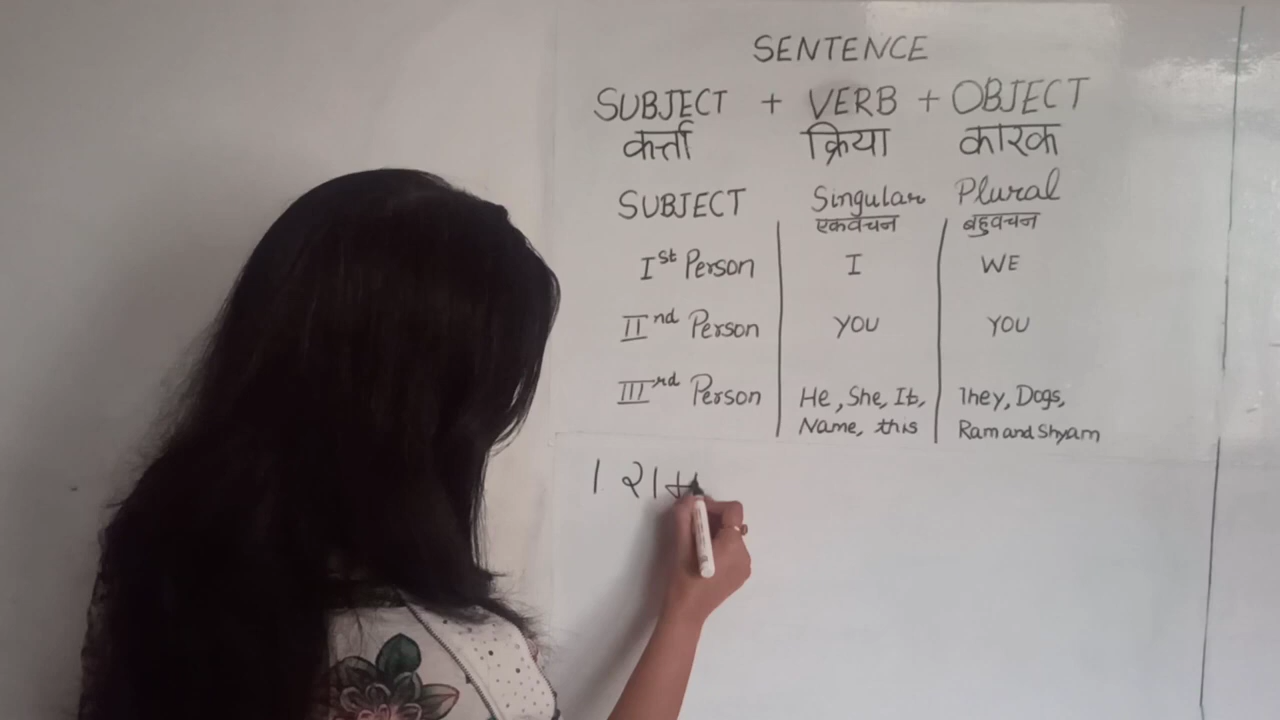 SENTENCE
SUBJECT + VERB + OBJECT
कर्त्ता क्रिया कारक
SUBJECT Singular Plural
एकवचन बहुवचन
Ist Person I WE
IInd Person YOU YOU
IIIrd Person He, She, It, They, Dogs,
Name, this Ram and Shyam
1 राम